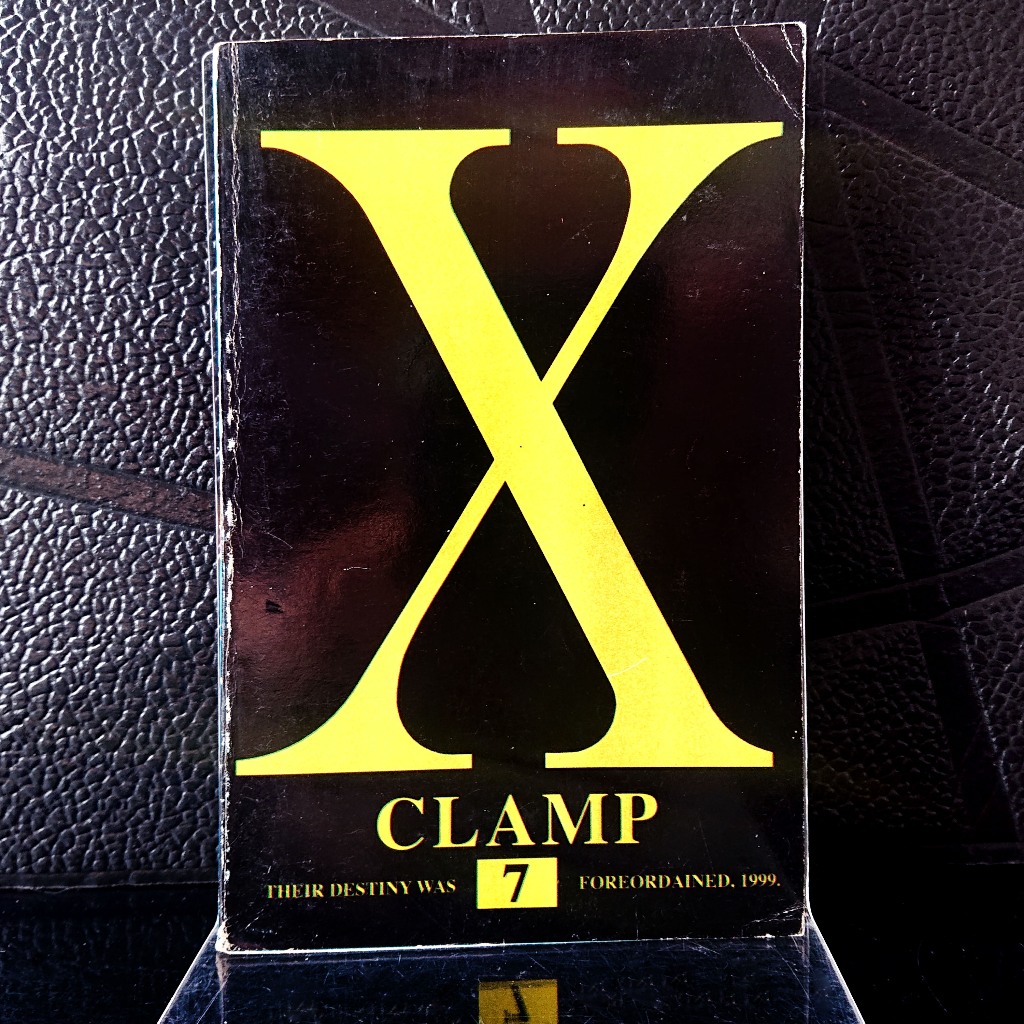 X
CLAMP
THEIR DESTINY WAS 7 FOREORDAINED, 1999.